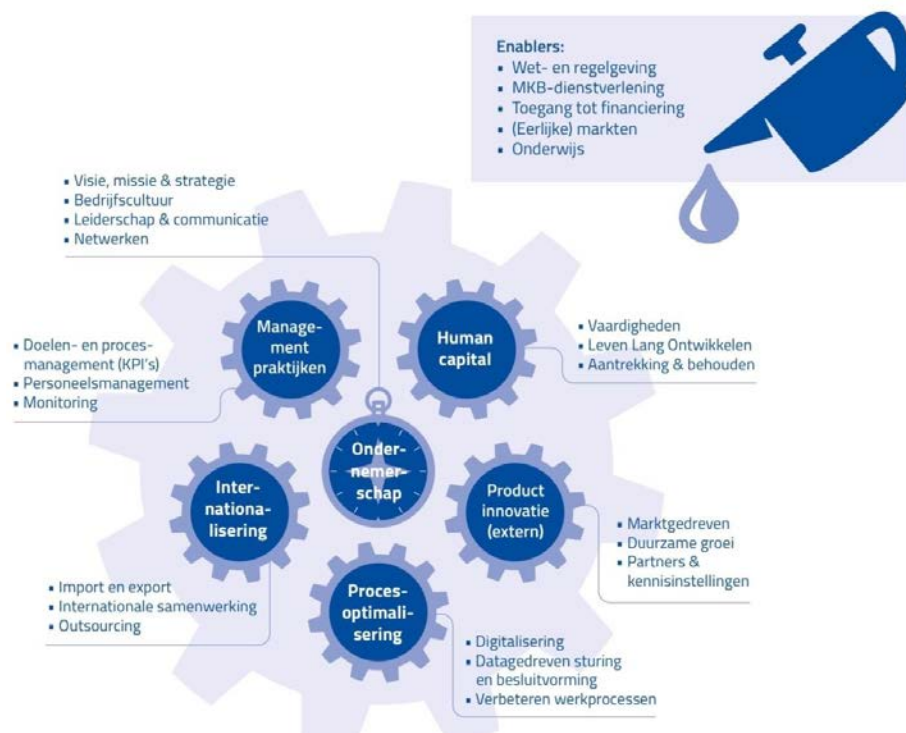 Enablers:
▪ Wet- en regelgeving
▪ MKB-dienstverlening
▪ Toegang tot financiering
▪ (Eerlijke) markten
▪ Onderwijs
▪ Visie, missie & strategie
▪ Bedrijfscultuur
▪ Leiderschap & communicatie
▪ Netwerken
Manage-
ment
praktijken
▪ Doelen- en proces-
management (KPI's)
▪ Personeelsmanagement
▪ Monitoring
Human
capital
▪ Vaardigheden
▪ Leven Lang Ontwikkelen
▪ Aantrekking & behouden
Onder-
nemer-
schap
Inter-
nationa-
lisering
▪ Import en export
▪ Internationale samenwerking
▪ Outsourcing
Product
innovatie
(extern)
▪ Marktgedreven
▪ Duurzame groei
▪ Partners &
kennisinstellingen
Proces-
optimali-
sering
▪ Digitalisering
▪ Datagedreven sturing
en besluitvorming
▪ Verbeteren werkprocessen